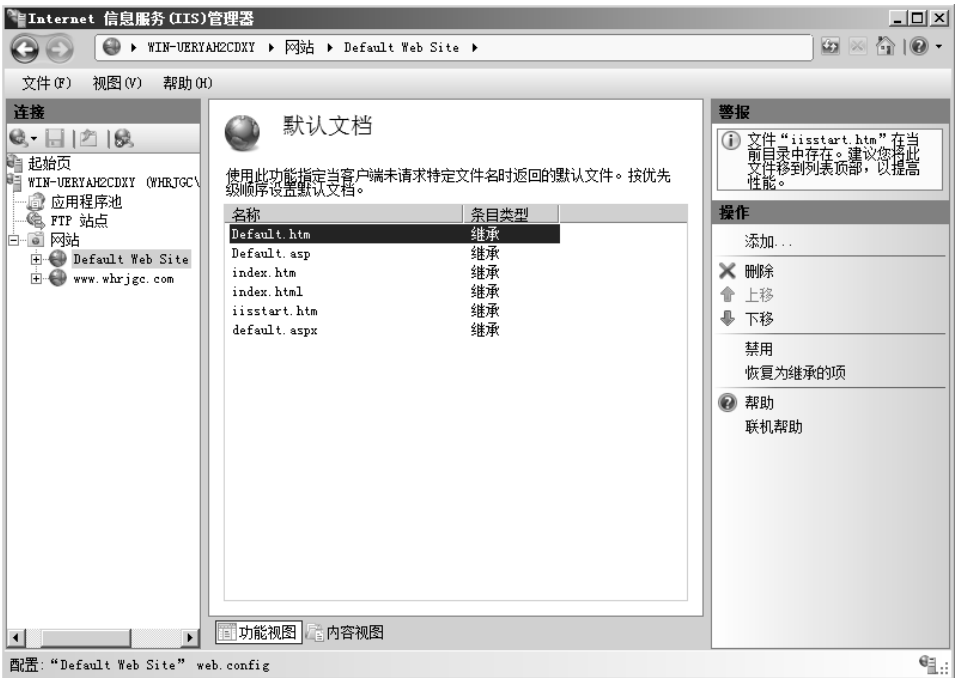 Internet 信息服务(IIS)管理器
WIN-UERYAH2CDXY 网站 Default Web Site
文件(F) 视图(V) 帮助(H)
连接
起始页
WIN-UERYAH2CDXY (WHRJGC\
应用程序池
FTP 站点
网站
Default Web Site
www.whrjgc.com
默认文档
使用此功能指定当客户端未请求特定文件名时返回的默认文件。按优先
级顺序设置默认文档。
名称 条目类型
Default.htm 继承
Default.asp 继承
index.htm 继承
index.html 继承
iisstart.htm 继承
default.aspx 继承
功能视图 内容视图
警报
文件“iisstart.htm”在当
前目录中存在。建议您将此
文件移到列表顶部，以提高
性能。
操作
添加...
删除
上移
下移
禁用
恢复为继承的项
帮助
联机帮助
配置:“Default Web Site” web.config